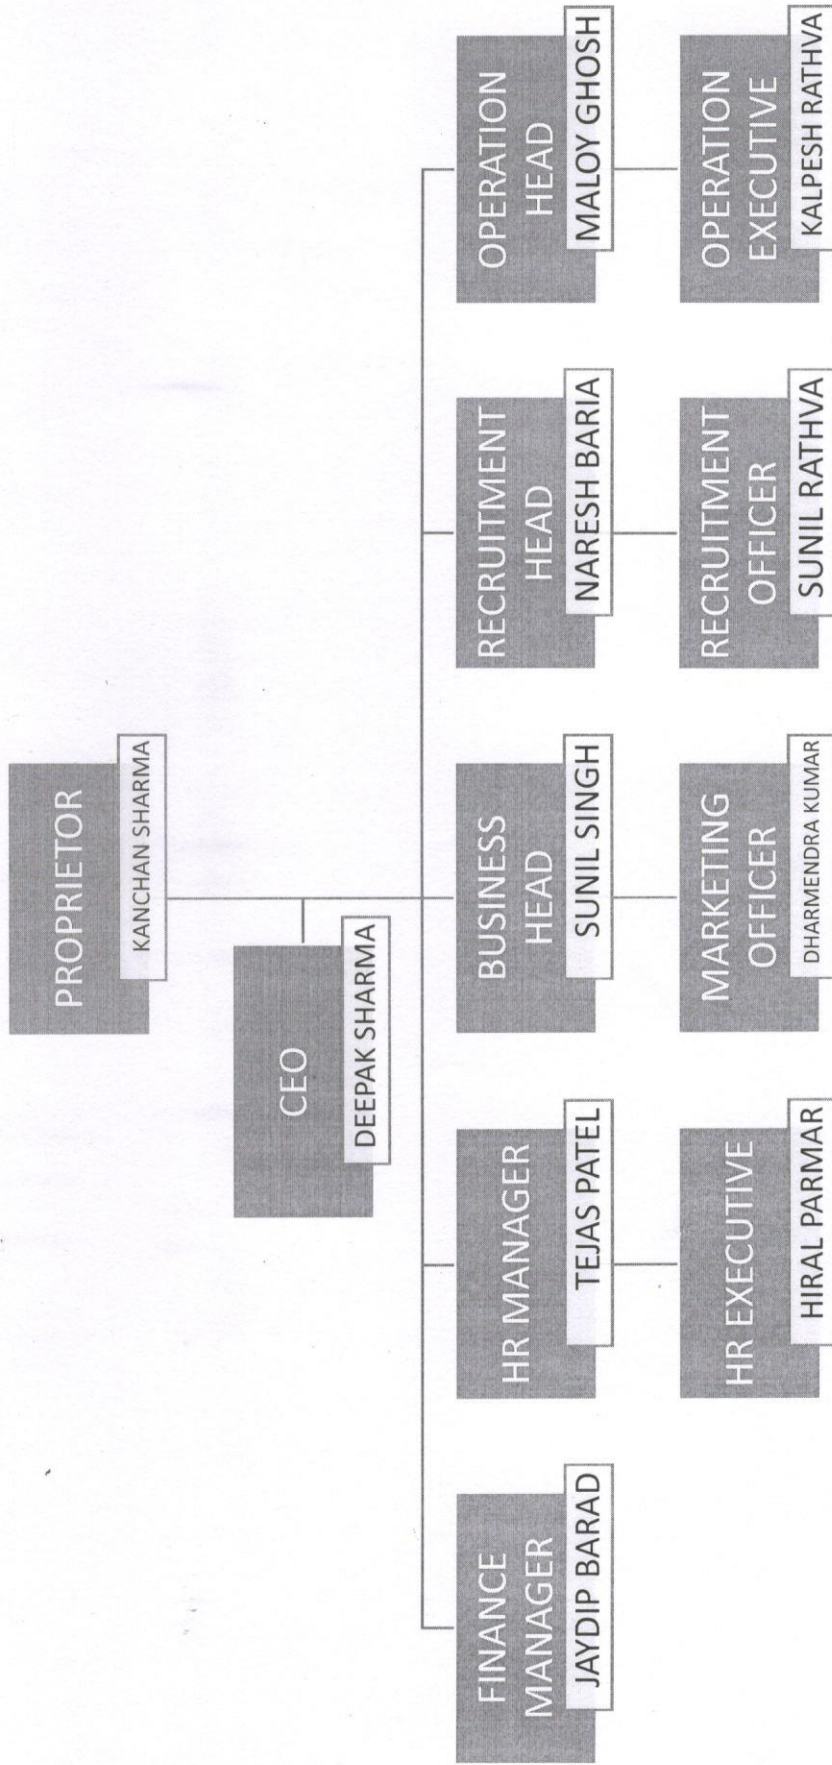 PROPRIETOR
KANCHAN SHARMA
CEO
DEEPAK SHARMA
FINANCE
MANAGER
JAYDIP BARAD
HR MANAGER
TEJAS PATEL
BUSINESS
HEAD
SUNIL SINGH
RECRUITMENT
HEAD
NARESH BARIA
OPERATION
HEAD
MALOY GHOSH
HR EXECUTIVE
HIRAL PARMAR
MARKETING
OFFICER
DHARMENDRA KUMAR
RECRUITMENT
OFFICER
SUNIL RATHVA
OPERATION
EXECUTIVE
KALPESH RATHVA